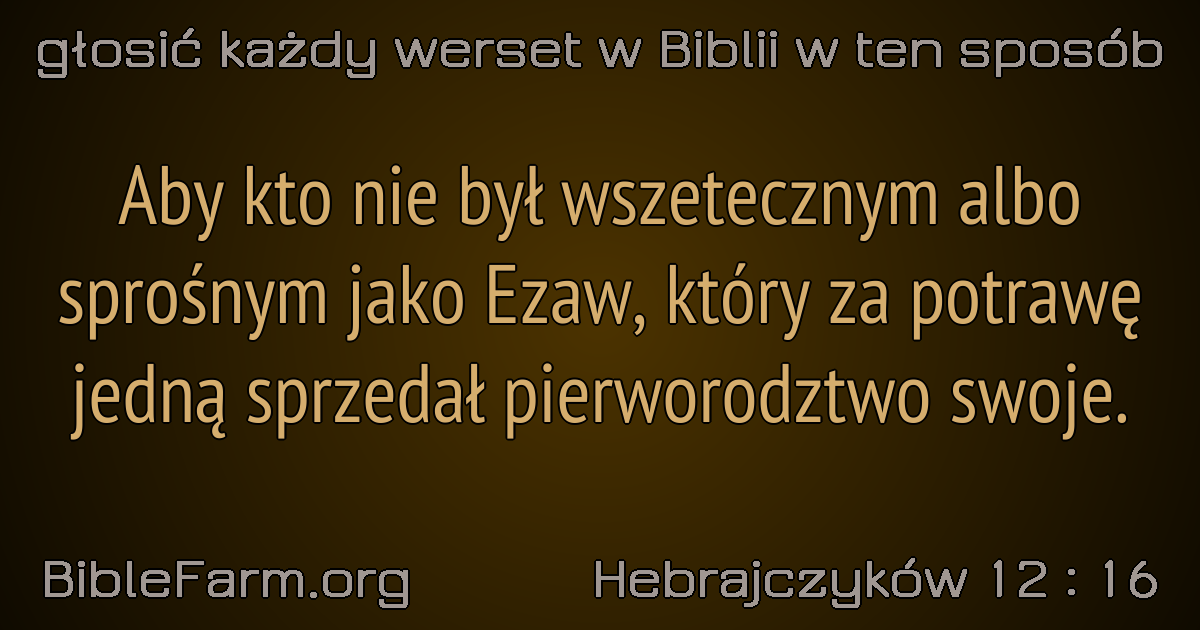 głosić każdy werset w Biblii w ten sposób
Aby kto nie był wszetecznym albo
sprośnym jako Ezaw, który za potrawę
jedną sprzedał pierworodztwo swoje.
BibleFarm.org
Hebrajczyków 12 : 16